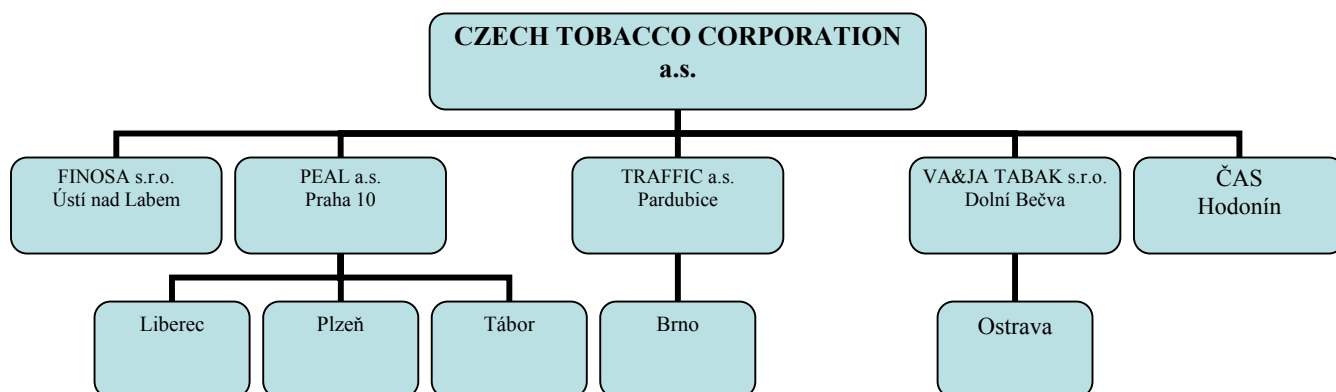 CZECH TOBACCO CORPORATION
a.s.
FINOSA s.r.o.
Ústí nad Labem
PEAL a.s.
Praha 10
TRAFFIC a.s.
Pardubice
VA&JA TABAK s.r.o.
Dolní Bečva
ČAS
Hodonín
Liberec
Plzeň
Tábor
Brno
Ostrava